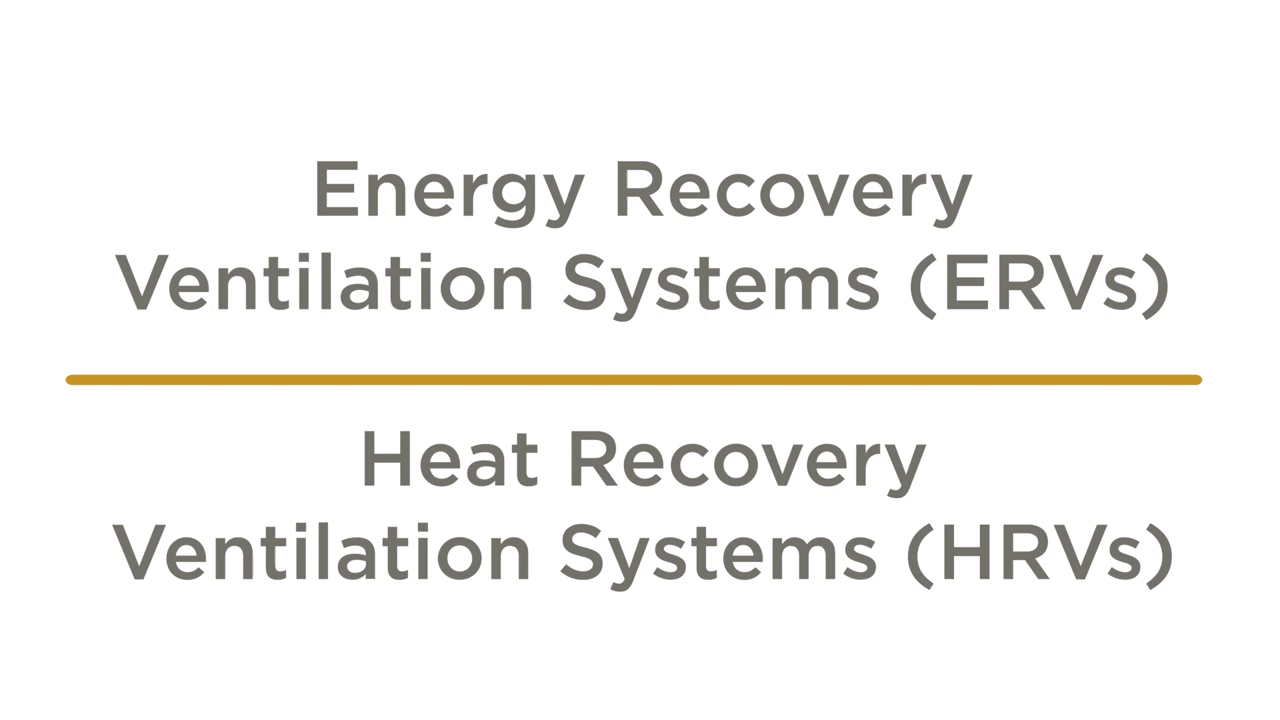 Energy Recovery
Ventilation Systems (ERVs)
Heat Recovery
Ventilation Systems (HRVs)